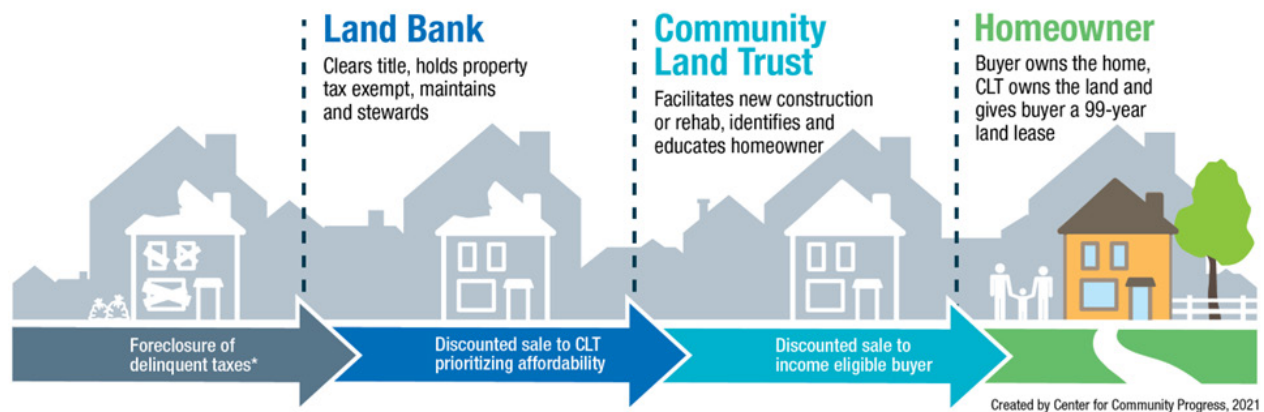 Land Bank
Clears title, holds property
tax exempt, maintains
and stewards
Community
Land Trust
Facilitates new construction
or rehab, identifies and
educates homeowner
Homeowner
Buyer owns the home,
CLT owns the land and
gives buyer a 99-year
land lease
Foreclosure of
delinquent taxes*
Discounted sale to CLT
prioritizing affordability
Discounted sale to
income eligible buyer
Created by Center for Community Progress, 2021